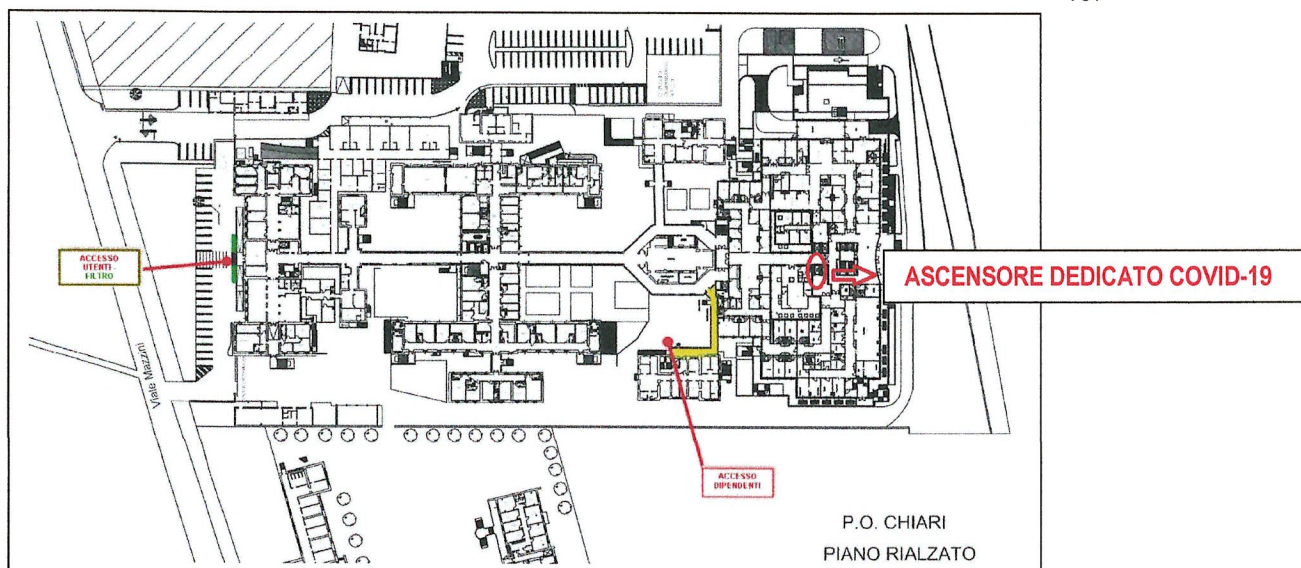 ACCESSO
UTENTI-
FILTRO
ASCENSORE DEDICATO COVID-19
Viale Mazzini
ACCESSO
DIPENDENTI
P.O. CHIARI
PIANO RIALZATO